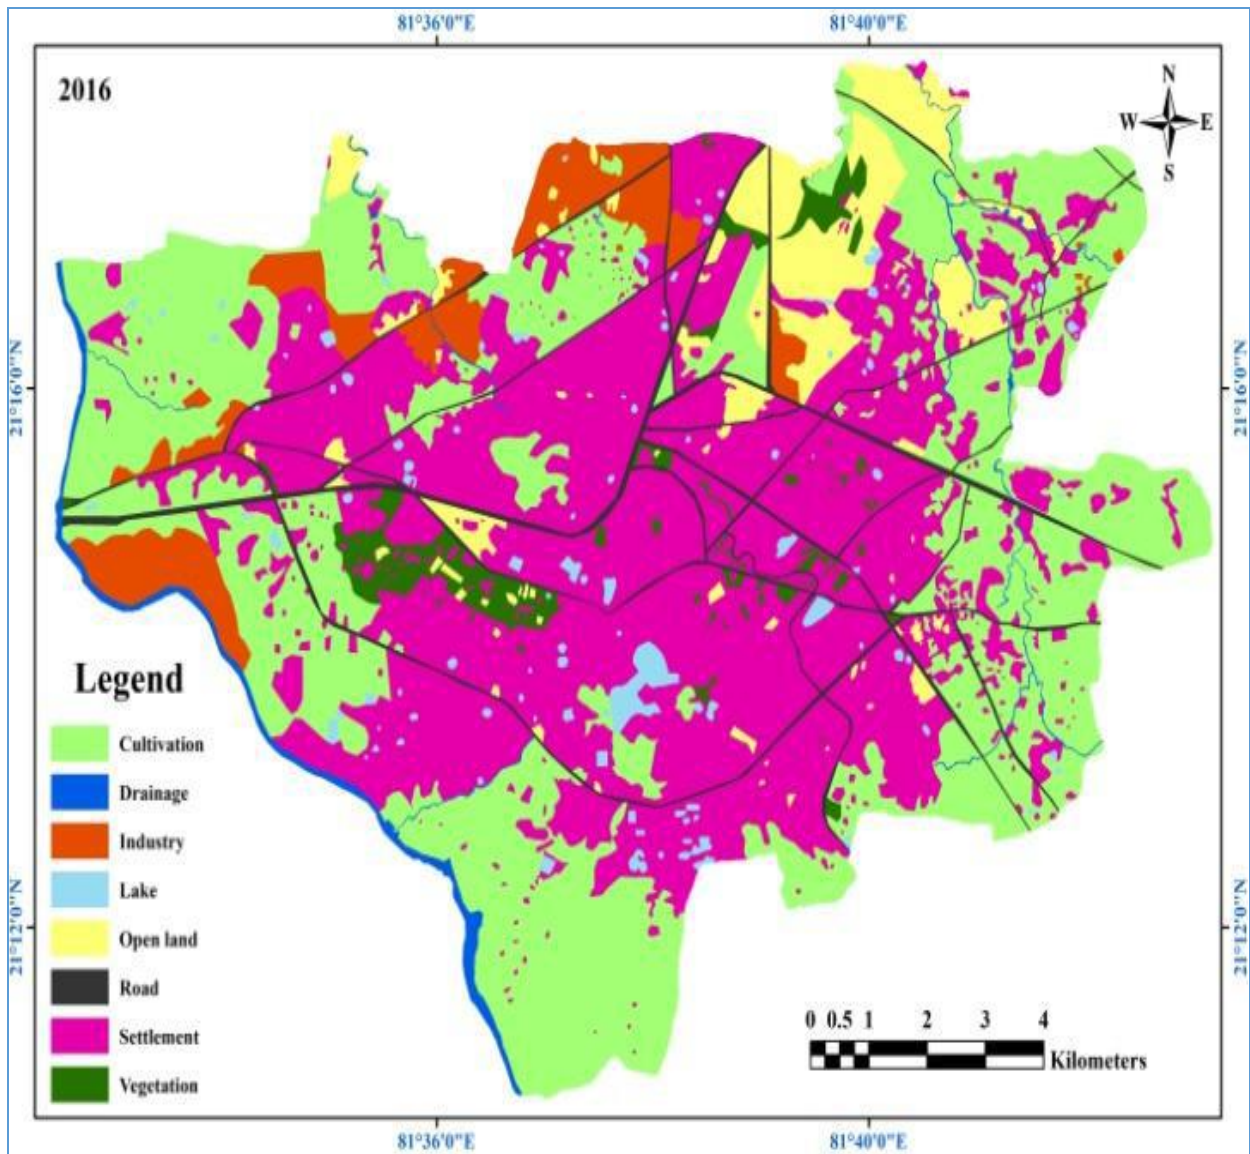 81°36'0"E 81°40'0"E
2016
N
W E
S
21°16'0"N 21°16'0"N
Legend
Cultivation
Drainage
Industry
Lake
Open land
Road
Settlement
Vegetation
21°12'0"N 21°12'0"N
0 0.5 1 2 3 4
Kilometers
81°36'0"E 81°40'0"E